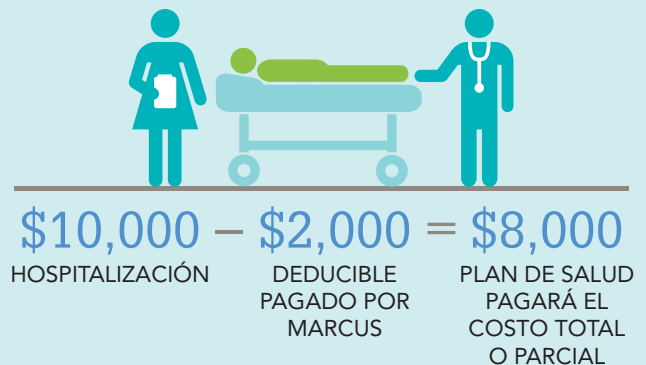 $10,000 – $2,000 = $8,000
HOSPITALIZACIÓN
DEDUCIBLE
PAGADO POR
MARCUS
PLAN DE SALUD
PAGARÁ EL
COSTO TOTAL
O PARCIAL